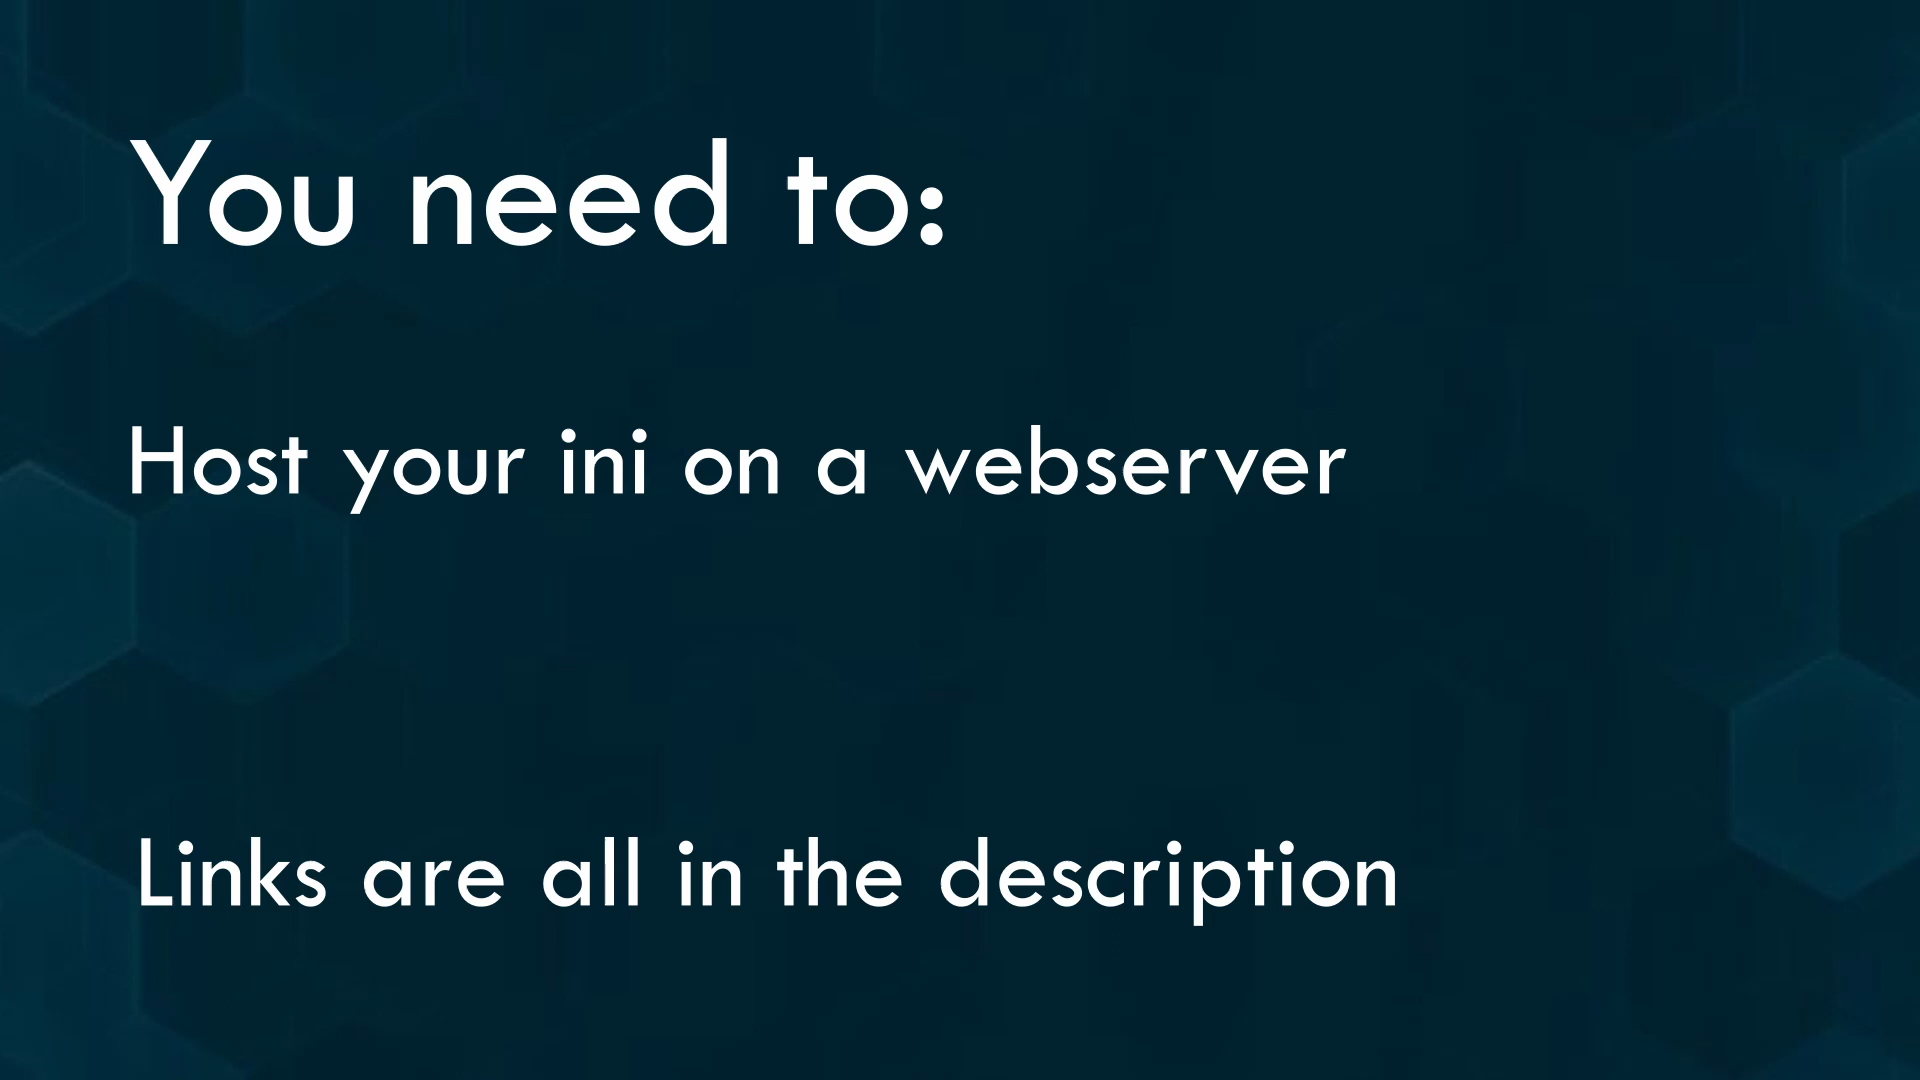 You need to:
Host your ini on a webserver
Links are all in the description